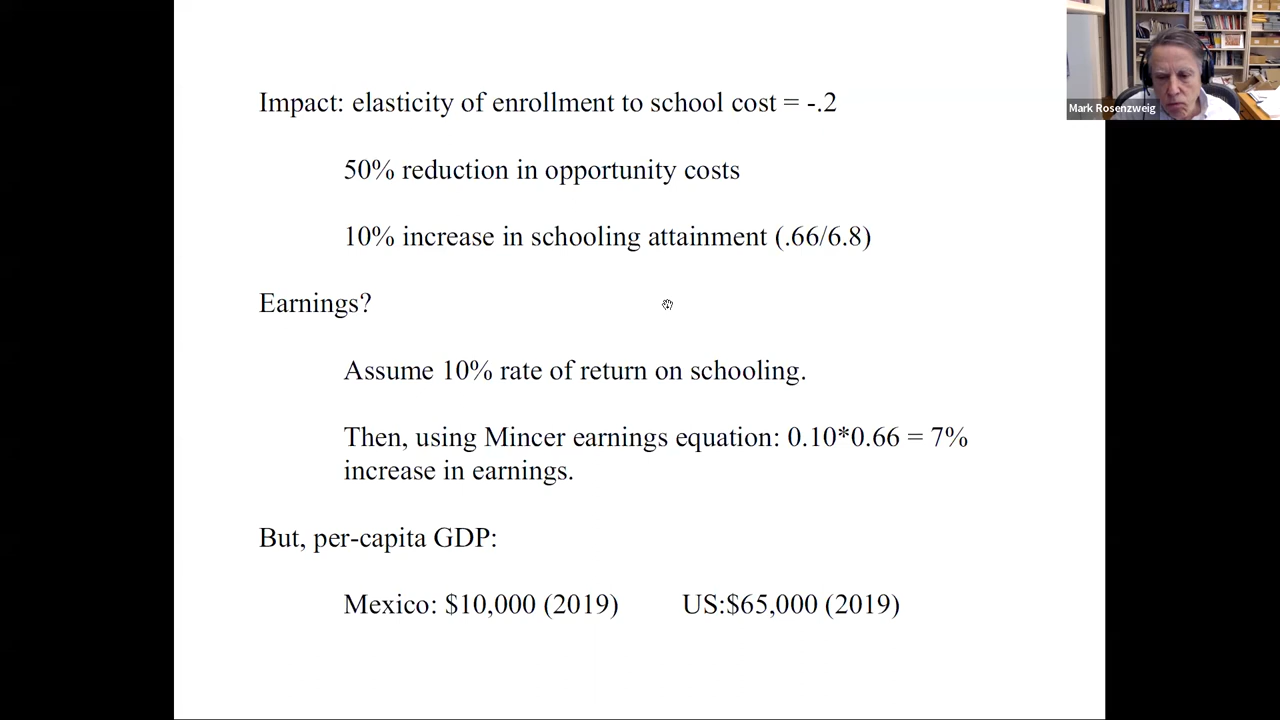 Impact: elasticity of enrollment to school cost = -.2
50% reduction in opportunity costs
10% increase in schooling attainment (.66/6.8)
Earnings?
Assume 10% rate of return on schooling.
Then, using Mincer earnings equation: 0.10*0.66 = 7%
increase in earnings.
But, per-capita GDP:
Mexico: $10,000 (2019) US:$65,000 (2019)
Mark Rosenzweig